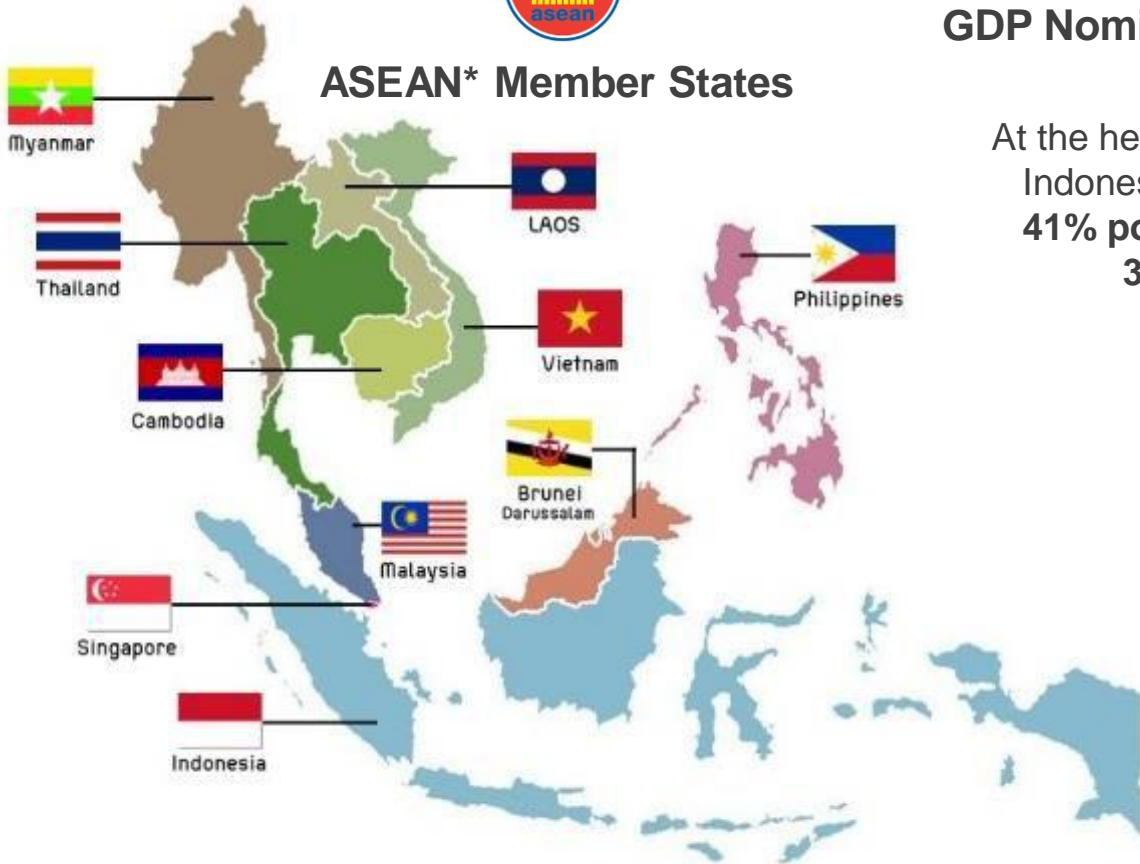 asean
ASEAN* Member States
GDP Nomi
At the he
Indones
41% po
3
Myanmar
Thailand
Cambodia
LAOS
Vietnam
Philippines
Brunei
Darussalam
Malaysia
Singapore
Indonesia